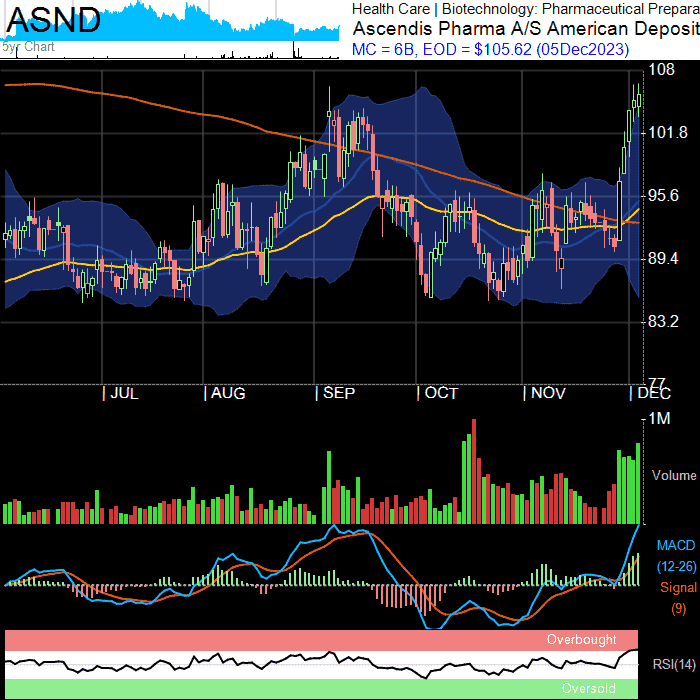 ASND
5yr Chart
Health Care | Biotechnology: Pharmaceutical Prepara
Ascendis Pharma A/S American Deposit
MC = 6B, EOD = $105.62 (05Dec2023)
108
101.8
95.6
89.4
83.2
77
| JUL | AUG | SEP | OCT | NOV | DEC
1M
Volume
MACD
(12-26)
Signal
(9)
Overbought
RSI(14)
Oversold